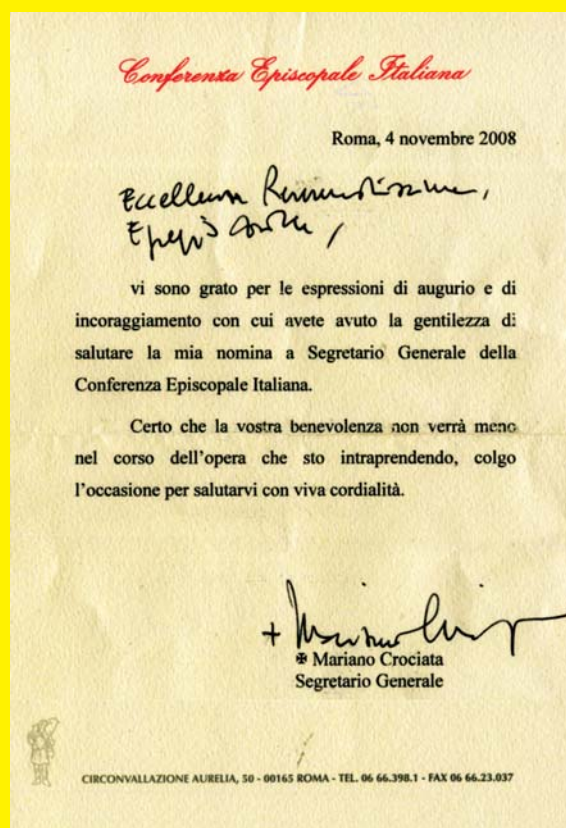 Conferenza Episcopale Italiana
Roma, 4 novembre 2008
Eccellenza Reverendissima,
vi sono grato per le espressioni di augurio e di
incoraggiamento con cui avete avuto la gentilezza di
salutare la mia nomina a Segretario Generale della
Conferenza Episcopale Italiana.
Certo che la vostra benevolenza non verrà meno
nel corso dell'opera che sto intraprendendo, colgo
l'occasione per salutarvi con viva cordialità.
+ Mariano Crociata
✠ Mariano Crociata
Segretario Generale
CIRCONVALLAZIONE AURELIA, 50 - 00165 ROMA - TEL. 06 66.398.1 - FAX 06 66.23.037